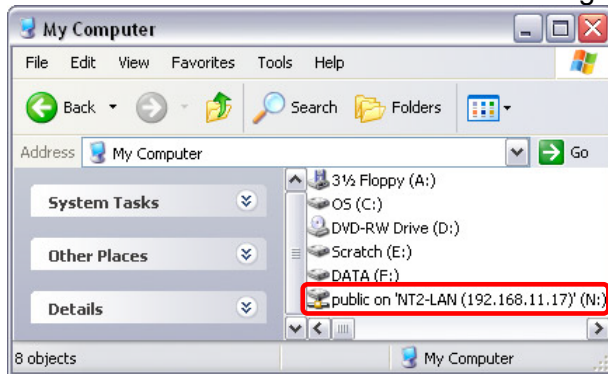 My Computer
File Edit View Favorites Tools Help
Back Search Folders
Address My Computer Go
3½ Floppy (A:)
System Tasks
OS (C:)
DVD-RW Drive (D:)
Other Places
Scratch (E:)
DATA (F:)
Details
public on 'NT2-LAN (192.168.11.17)' (N:)
8 objects My Computer